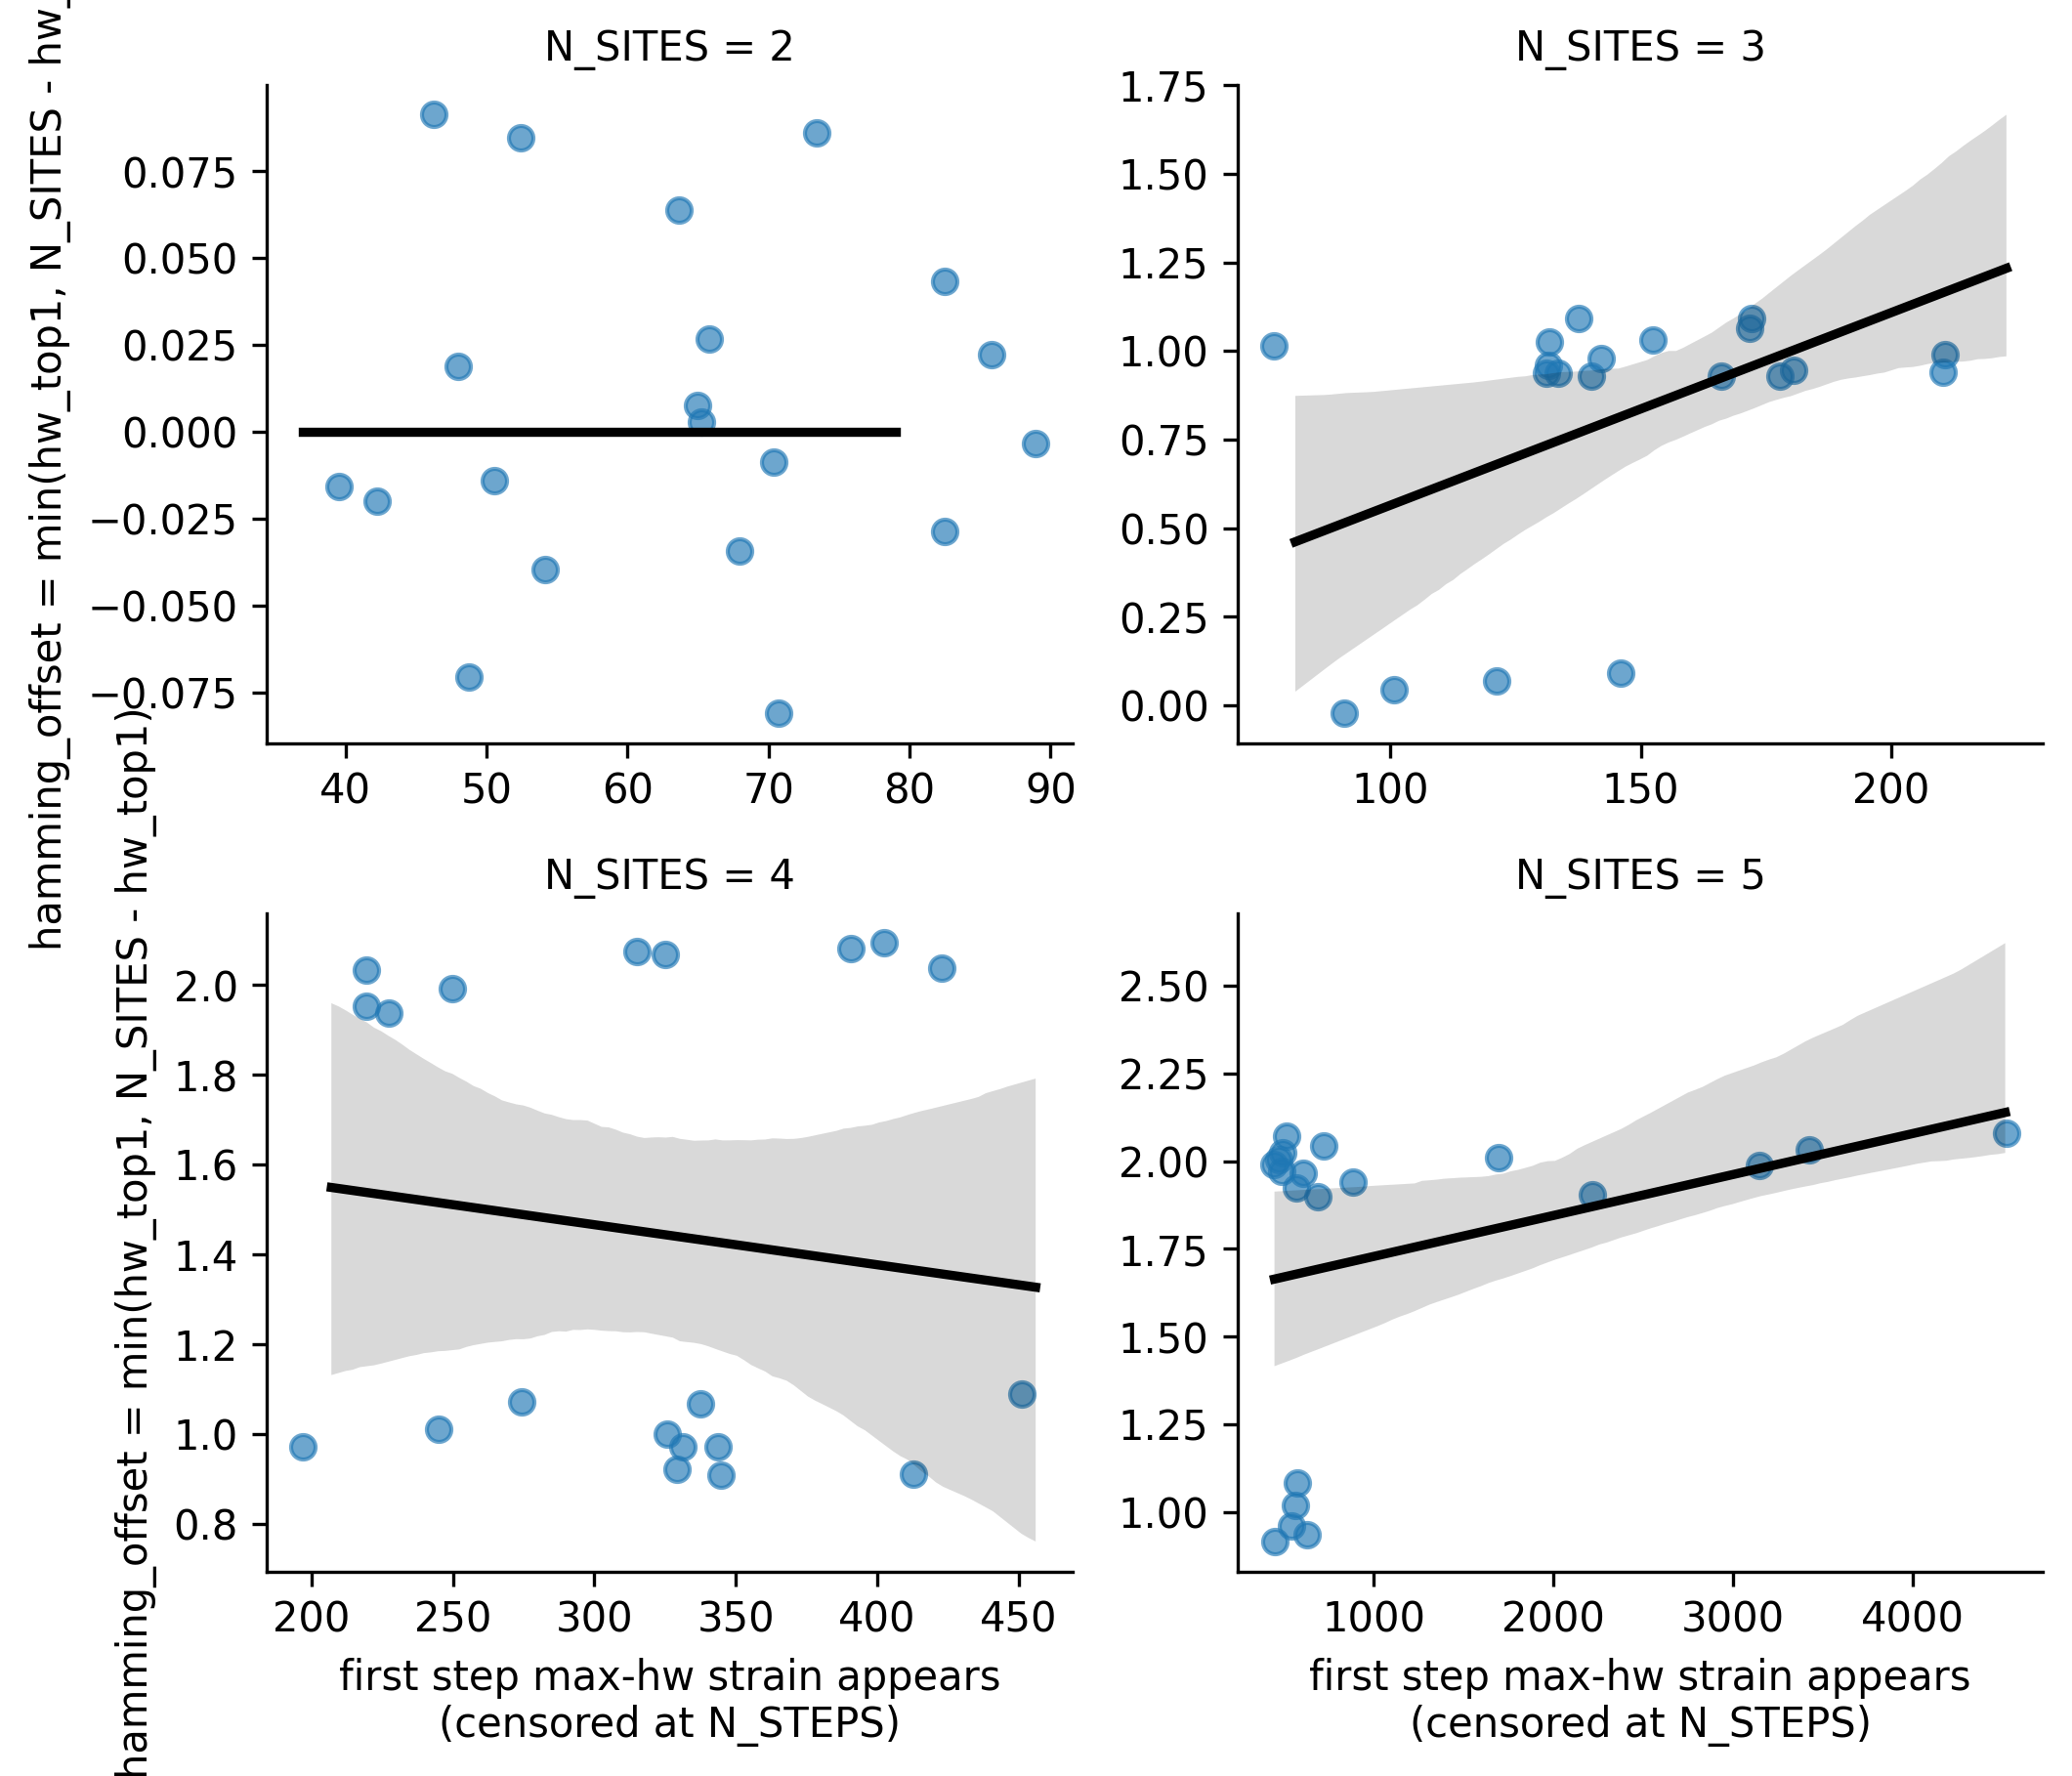 N_SITES = 2
N_SITES = 3
hamming_offset = min(hw_top1, N_SITES - hw_
0.075
0.050
0.025
0.000
−0.025
−0.050
−0.075
40 50 60 70 80 90
1.75
1.50
1.25
1.00
0.75
0.50
0.25
0.00
100 150 200
N_SITES = 4
N_SITES = 5
hamming_offset = min(hw_top1, N_SITES - hw_top1)
2.0
1.8
1.6
1.4
1.2
1.0
0.8
200 250 300 350 400 450
first step max-hw strain appears
(censored at N_STEPS)
2.50
2.25
2.00
1.75
1.50
1.25
1.00
1000 2000 3000 4000
first step max-hw strain appears
(censored at N_STEPS)